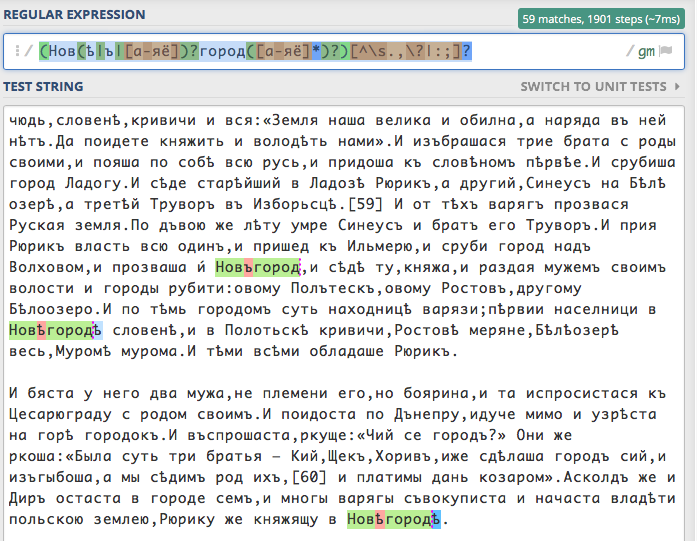 REGULAR EXPRESSION
59 matches, 1901 steps (~7ms)
/ (Нов(ѣ|ъ|[а-яё])?город([а-яё]*)?)[^\s.,\?|:;]? / gm
TEST STRING
SWITCH TO UNIT TESTS
чюдь,словенѣ,кривичи и вся:«Земля наша велика и обилна,а наряда въ ней
нѣтъ.Да поидете княжить и володѣть нами».И изъбрашася трие брата с роды
своими,и пояша по собѣ всю русь,и придоша къ словѣномъ пѣрвѣе.И срубиша
город Ладогу.И сѣде старѣйший в Ладозѣ Рюрикъ,а другий,Синеусъ на Бѣлѣ
озерѣ,а третѣй Труворъ въ Изборьсцѣ.[59] И от тѣхъ варягъ прозвася
Руская земля.По дъвою же лѣту умре Синеусъ и братъ его Труворъ.И прия
Рюрикъ власть всю одинъ,и пришед къ Ильмерю,и сруби город надъ
Волховом,и прозваша и́ Новъгород,и сѣдѣ ту,княжа,и раздая мужемъ своимъ
волости и городы рубити:овому Полътескъ,овому Ростовъ,другому
Бѣлоозеро.И по тѣмь городомъ суть находницѣ варязи;пѣрвии населници в
Новѣгородѣ словенѣ,и в Полотьскѣ кривичи,Ростовѣ меряне,Бѣлѣозерѣ
весь,Муромѣ мурома.И тѣми всѣми обладаше Рюрикъ.
И бяста у него два мужа,не племени его,но боярина,и та испросистася къ
Цесарюграду с родом своимъ.И поидоста по Дънепру,идуче мимо и узрѣста
на горѣ городокъ.И въспрошаста,ркуще:«Чий се городъ?» Они же
ркоша:«Была суть три братья – Кий,Щекъ,Хоривъ,иже сдѣлаша городъ сий,и
изъгыбоша,а мы сѣдимъ род ихъ,[60] и платимы дань козаром».Асколдъ же и
Диръ остаста в городе семъ,и многы варягы съвокуписта и начаста владѣти
польскою землею,Рюрику же княжащу в Новѣгородѣ.